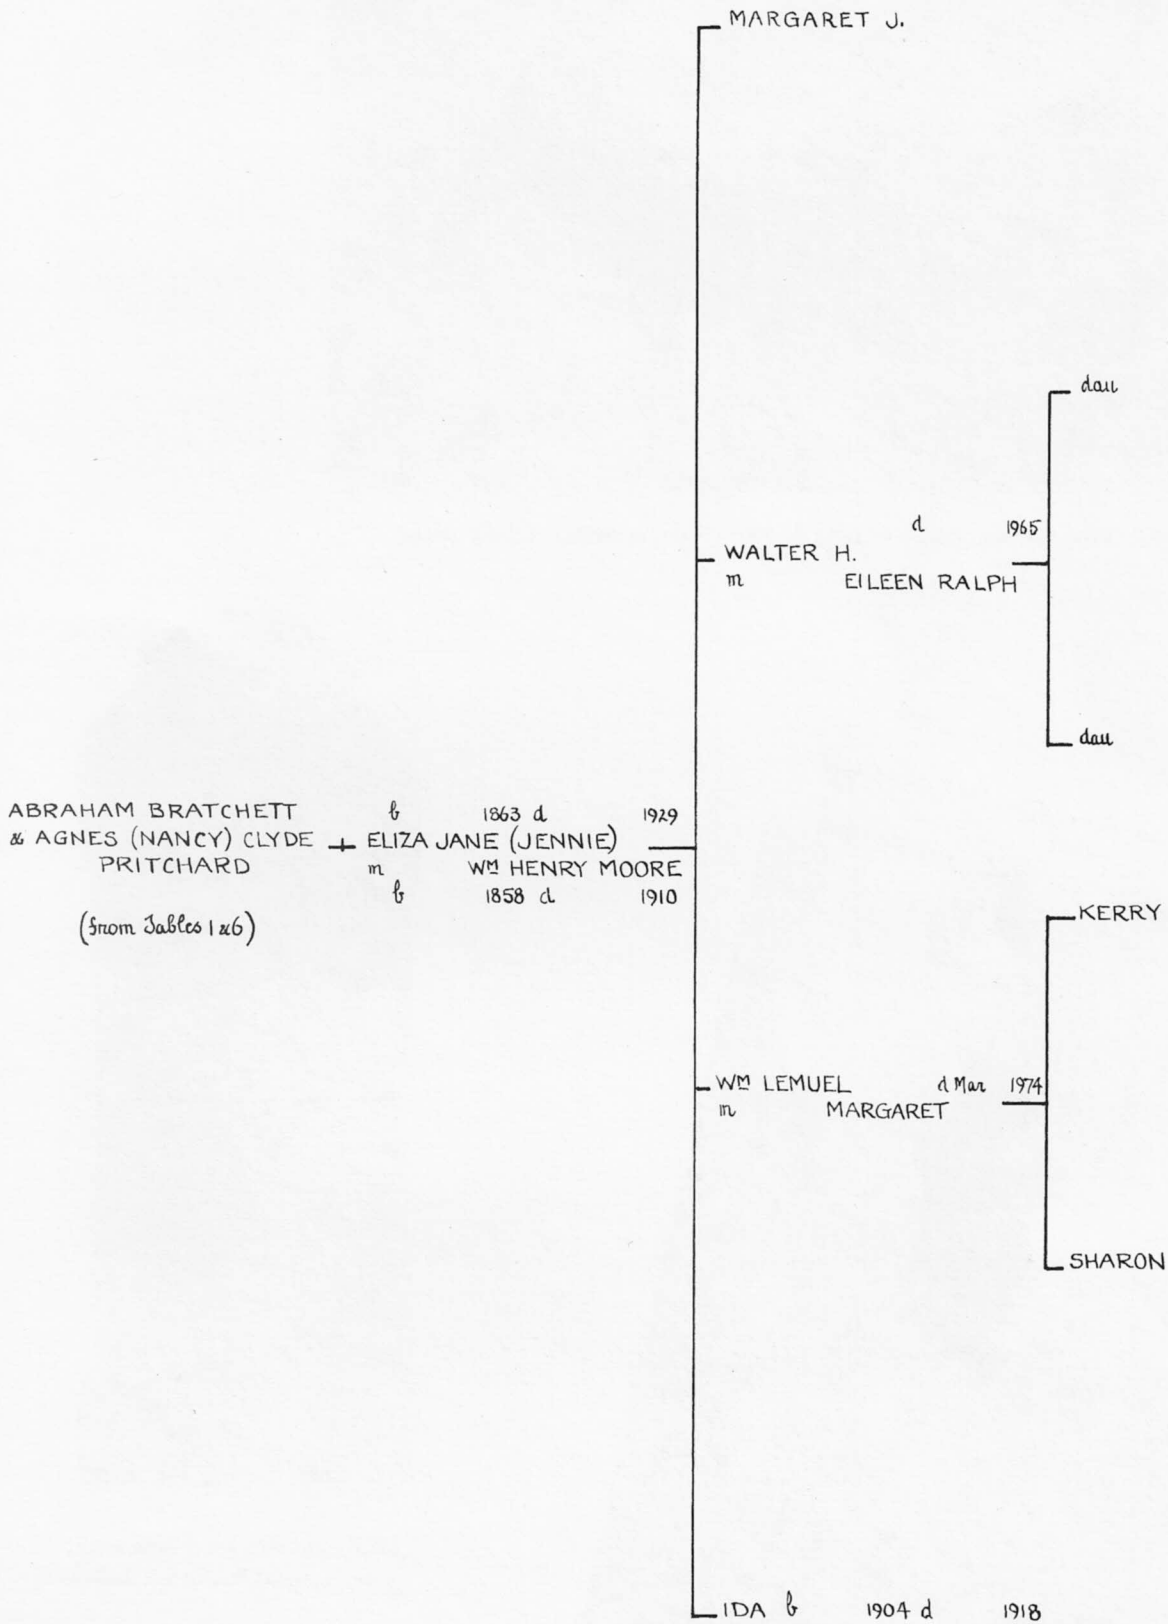 MARGARET J.
dau
d 1965
WALTER H.
m EILEEN RALPH
dau
ABRAHAM BRATCHETT
& AGNES (NANCY) CLYDE
PRITCHARD
(from Tables 1 & 6)
b 1863 d 1929
ELIZA JANE (JENNIE)
m WM HENRY MOORE
b 1858 d 1910
KERRY
WM LEMUEL d Mar 1974
m MARGARET
SHARON
IDA b 1904 d 1918